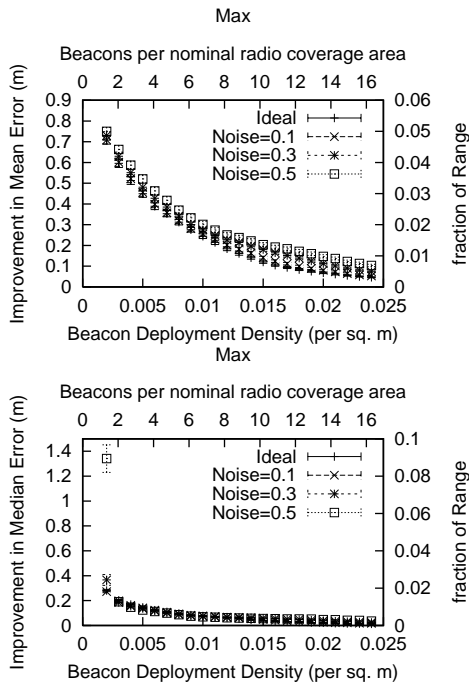 Max
Beacons per nominal radio coverage area
0 2 4 6 8 10 12 14 16
0.9 0.06
Ideal
0.8 Noise=0.1 0.05
0.7 Noise=0.3
0.6 Noise=0.5 0.04
0.5 0.03
0.4
0.3 0.02
0.2 0.01
0.1
0 0
Improvement in Mean Error (m)
fraction of Range
0 0.005 0.01 0.015 0.02 0.025
Beacon Deployment Density (per sq. m)
Max
Beacons per nominal radio coverage area
0 2 4 6 8 10 12 14 16
0.1
1.4 Ideal
Noise=0.1 0.08
1.2 Noise=0.3
1 Noise=0.5 0.06
0.8
0.6 0.04
0.4 0.02
0.2
0 0
Improvement in Median Error (m)
fraction of Range
0 0.005 0.01 0.015 0.02 0.025
Beacon Deployment Density (per sq. m)